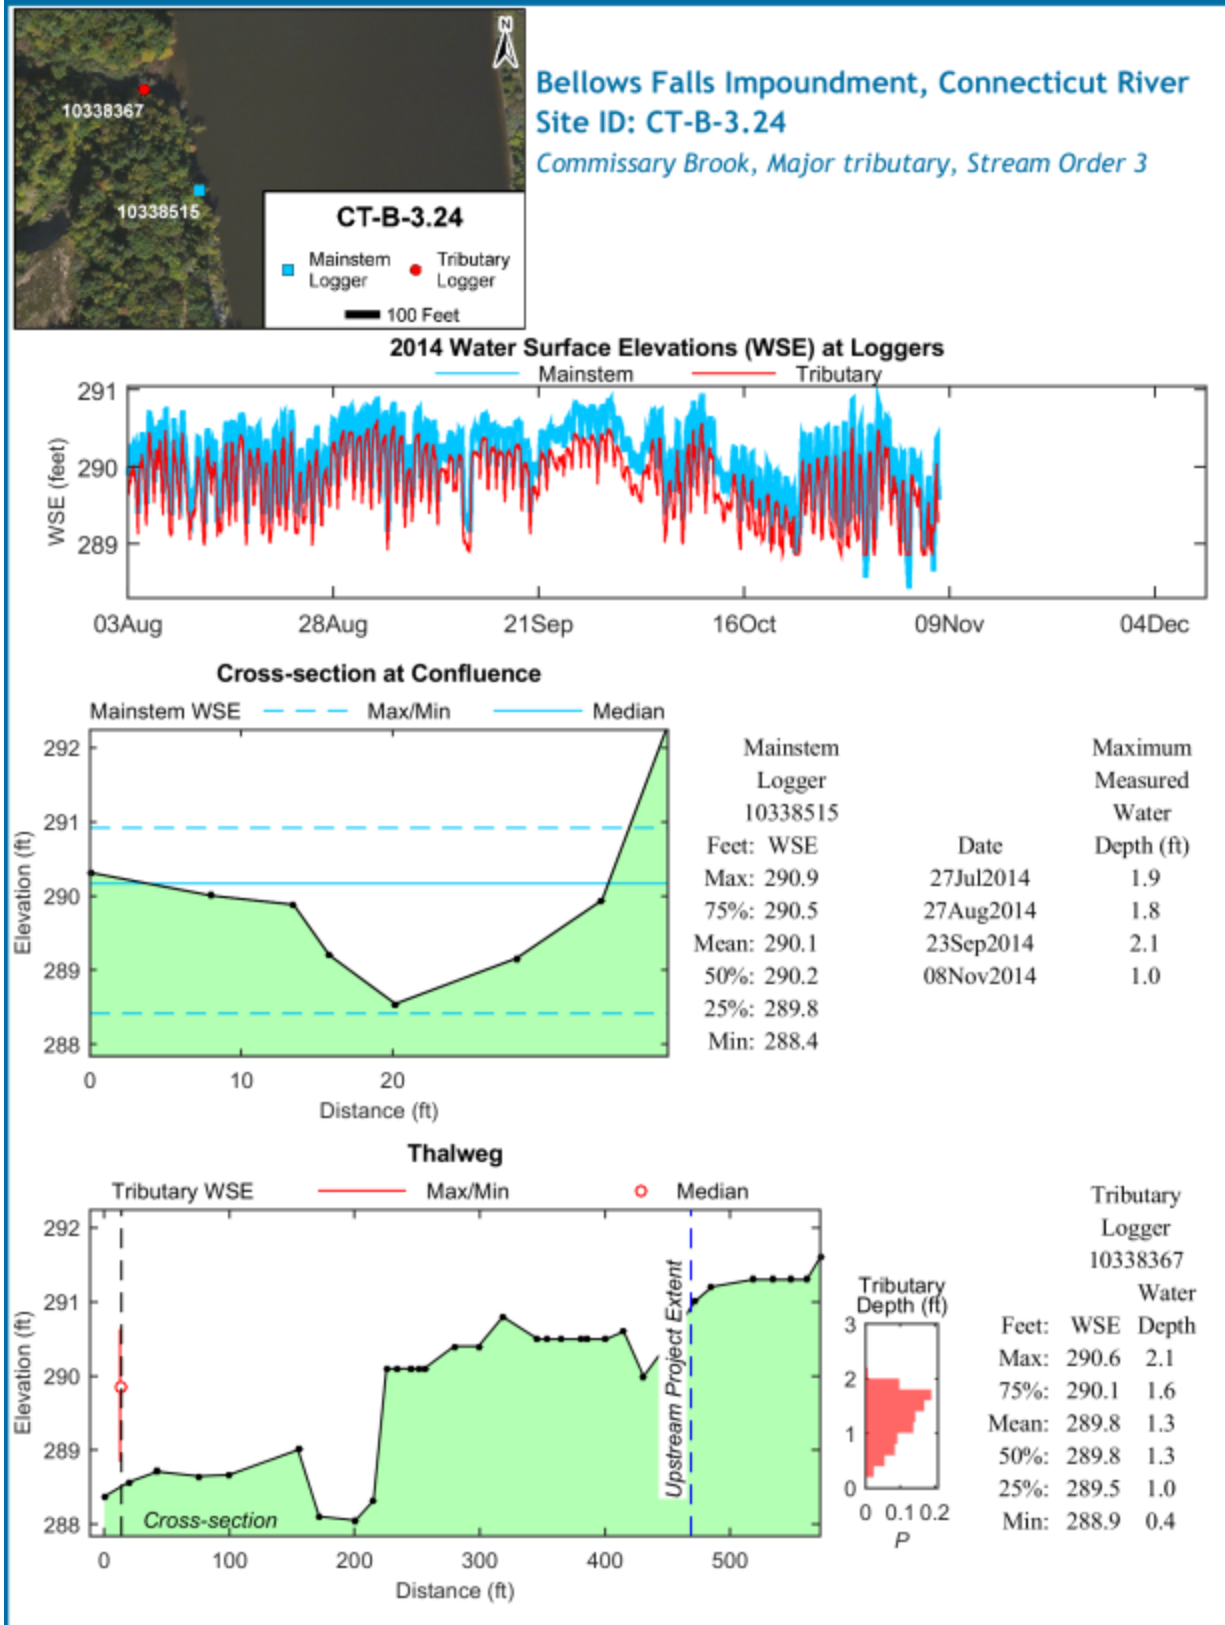 N
10338367
10338515
CT-B-3.24
Mainstem Logger
Tributary Logger
100 Feet
Bellows Falls Impoundment, Connecticut River
Site ID: CT-B-3.24
Commissary Brook, Major tributary, Stream Order 3
2014 Water Surface Elevations (WSE) at Loggers
Mainstem Tributary
WSE (feet)
291
290
289
03Aug 28Aug 21Sep 16Oct 09Nov 04Dec
Cross-section at Confluence
Mainstem WSE Max/Min Median
Elevation (ft)
292
291
290
289
288
0 10 20
Distance (ft)
Mainstem
Logger
10338515
Feet: WSE
Max: 290.9
75%: 290.5
Mean: 290.1
50%: 290.2
25%: 289.8
Min: 288.4
Maximum
Measured
Water
Date Depth (ft)
27Jul2014 1.9
27Aug2014 1.8
23Sep2014 2.1
08Nov2014 1.0
Thalweg
Tributary WSE Max/Min Median
Elevation (ft)
292
291
290
289
288
Cross-section
Upstream Project Extent
0 100 200 300 400 500
Distance (ft)
Tributary
Depth (ft)
3
2
1
0
0 0.1 0.2
P
Tributary
Logger
10338367
Water
Feet: WSE Depth
Max: 290.6 2.1
75%: 290.1 1.6
Mean: 289.8 1.3
50%: 289.8 1.3
25%: 289.5 1.0
Min: 288.9 0.4